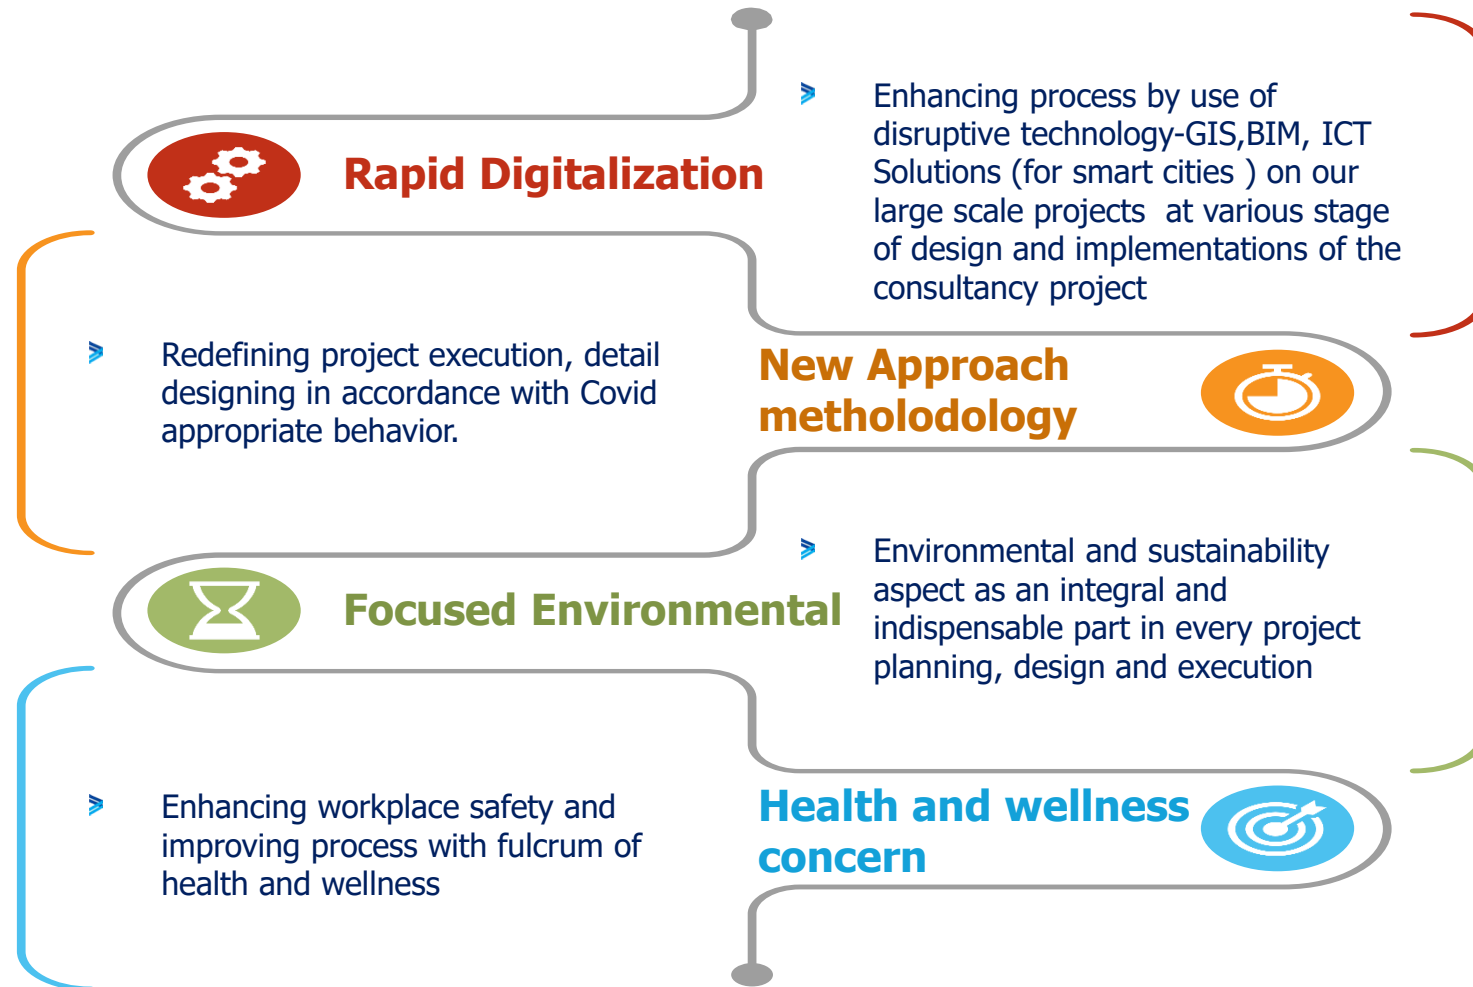 Rapid Digitalization
Enhancing process by use of
disruptive technology-GIS,BIM, ICT
Solutions (for smart cities ) on our
large scale projects  at various stage
of design and implementations of the
consultancy project
New Approach
metholodology
Redefining project execution, detail
designing in accordance with Covid
appropriate behavior.
Focused Environmental
Environmental and sustainability
aspect as an integral and
indispensable part in every project
planning, design and execution
Health and wellness
concern
Enhancing workplace safety and
improving process with fulcrum of
health and wellness